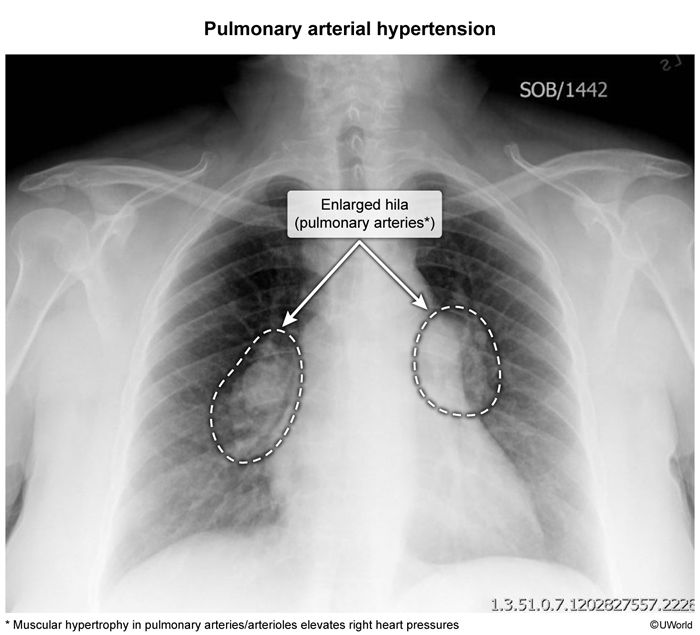 Pulmonary arterial hypertension
SOB/1442
Enlarged hila
(pulmonary arteries*)
1.3.51.0.7.1202827557.2226
* Muscular hypertrophy in pulmonary arteries/arterioles elevates right heart pressures
©UWorld